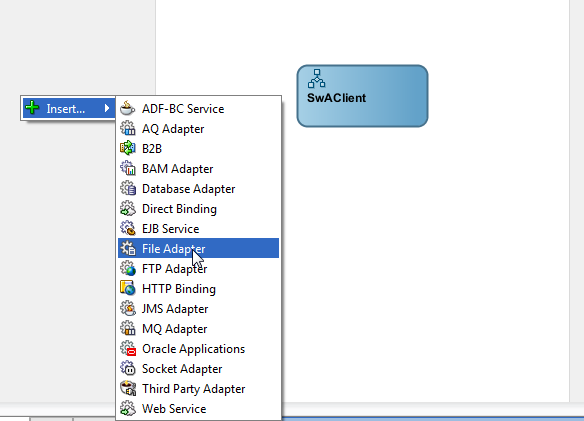 SwAClient
Insert...
ADF-BC Service
AQ Adapter
B2B
BAM Adapter
Database Adapter
Direct Binding
EJB Service
File Adapter
FTP Adapter
HTTP Binding
JMS Adapter
MQ Adapter
Oracle Applications
Socket Adapter
Third Party Adapter
Web Service